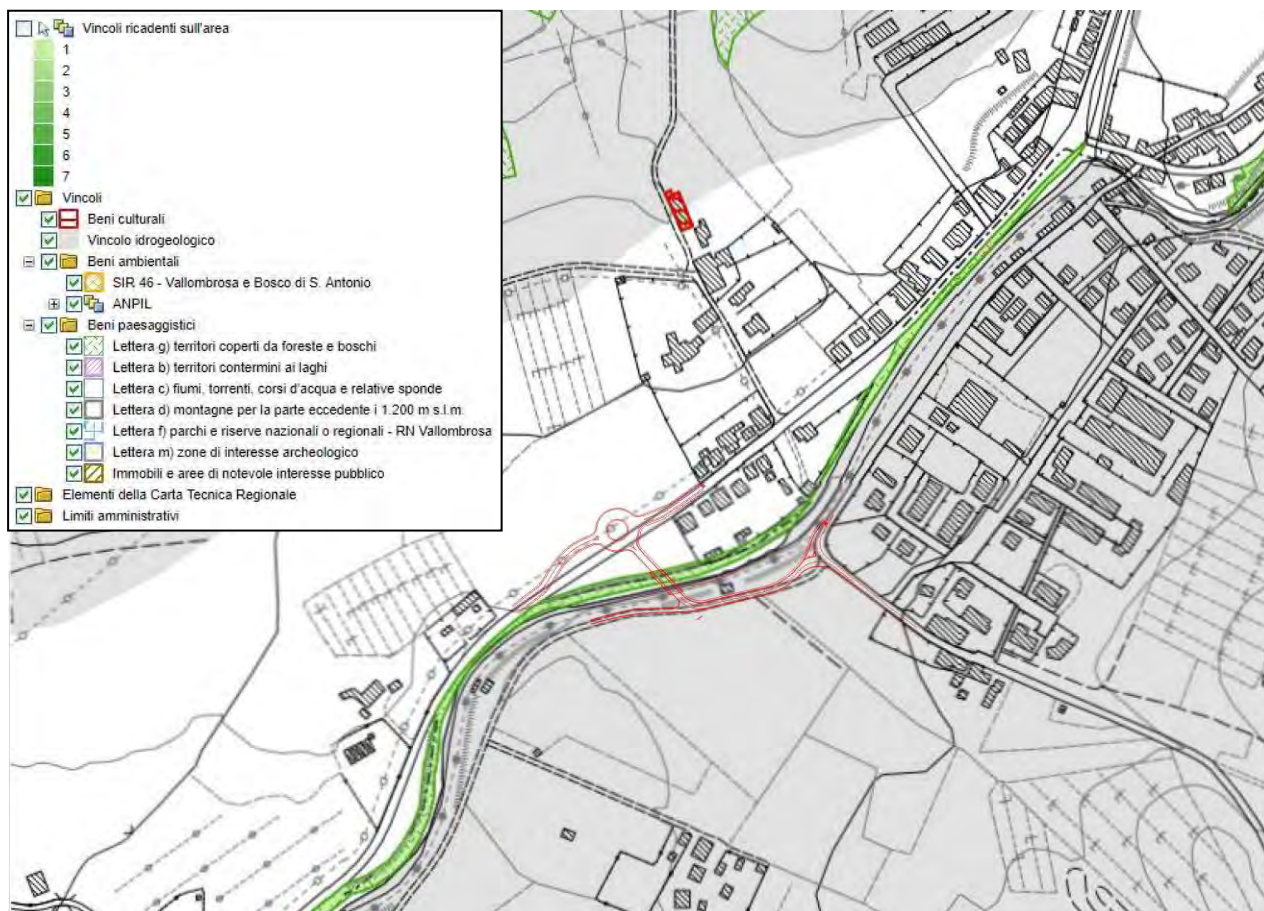 Vincoli ricadenti sull'area
1
2
3
4
5
6
7
Vincoli
Beni culturali
Vincolo idrogeologico
Beni ambientali
SIR 46 - Vallombrosa e Bosco di S. Antonio
ANPIL
Beni paesaggistici
Lettera g) territori coperti da foreste e boschi
Lettera b) territori contermini ai laghi
Lettera c) fiumi, torrenti, corsi d'acqua e relative sponde
Lettera d) montagne per la parte eccedente i 1.200 m s.l.m.
Lettera f) parchi e riserve nazionali o regionali - RN Vallombrosa
Lettera m) zone di interesse archeologico
Immobili e aree di notevole interesse pubblico
Elementi della Carta Tecnica Regionale
Limiti amministrativi